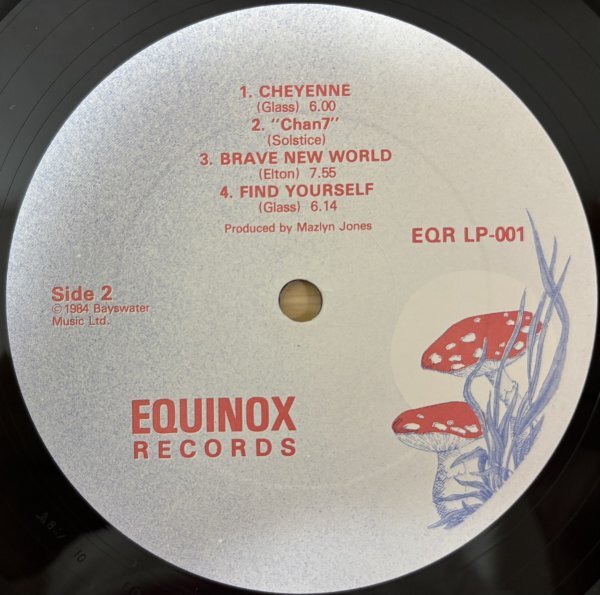 1. CHEYENNE
(Glass) 6.00
2. "Chan7"
(Solstice)
3. BRAVE NEW WORLD
(Elton) 7.55
4. FIND YOURSELF
(Glass) 6.14
Produced by Mazlyn Jones
EQR LP-001
Side 2
©1984 Bayswater
Music Ltd.
EQUINOX
RECORDS